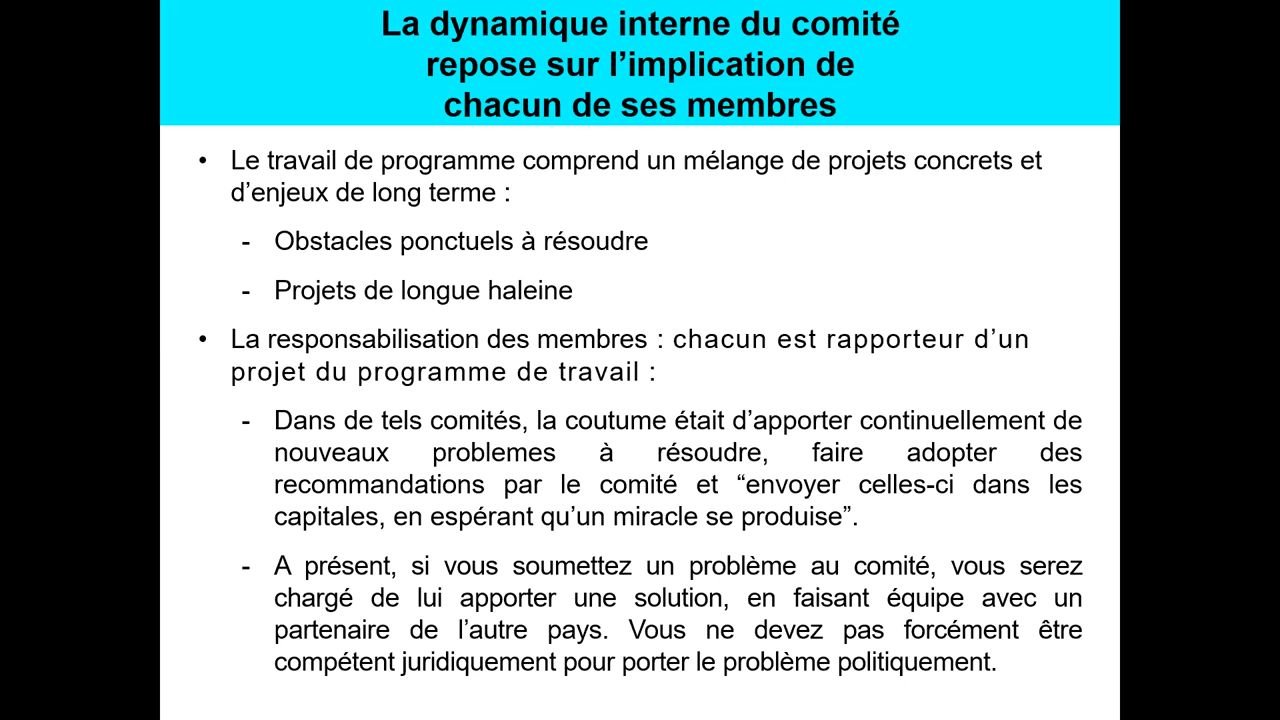 La dynamique interne du comité
repose sur l’implication de
chacun de ses membres
• Le travail de programme comprend un mélange de projets concrets et
d’enjeux de long terme :
- Obstacles ponctuels à résoudre
- Projets de longue haleine
• La responsabilisation des membres : chacun est rapporteur d’un
projet du programme de travail :
- Dans de tels comités, la coutume était d’apporter continuellement de
nouveaux problemes à résoudre, faire adopter des
recommandations par le comité et “envoyer celles-ci dans les
capitales, en espérant qu’un miracle se produise”.
- A présent, si vous soumettez un problème au comité, vous serez
chargé de lui apporter une solution, en faisant équipe avec un
partenaire de l’autre pays. Vous ne devez pas forcément être
compétent juridiquement pour porter le problème politiquement.